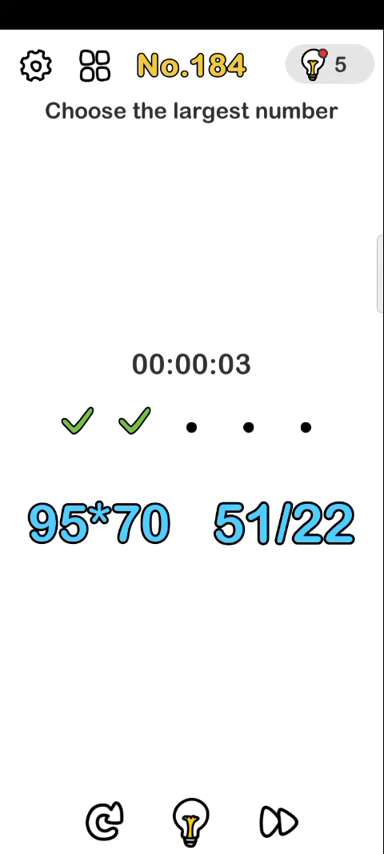 No.184
5
Choose the largest number
00:00:03
95*70 51/22